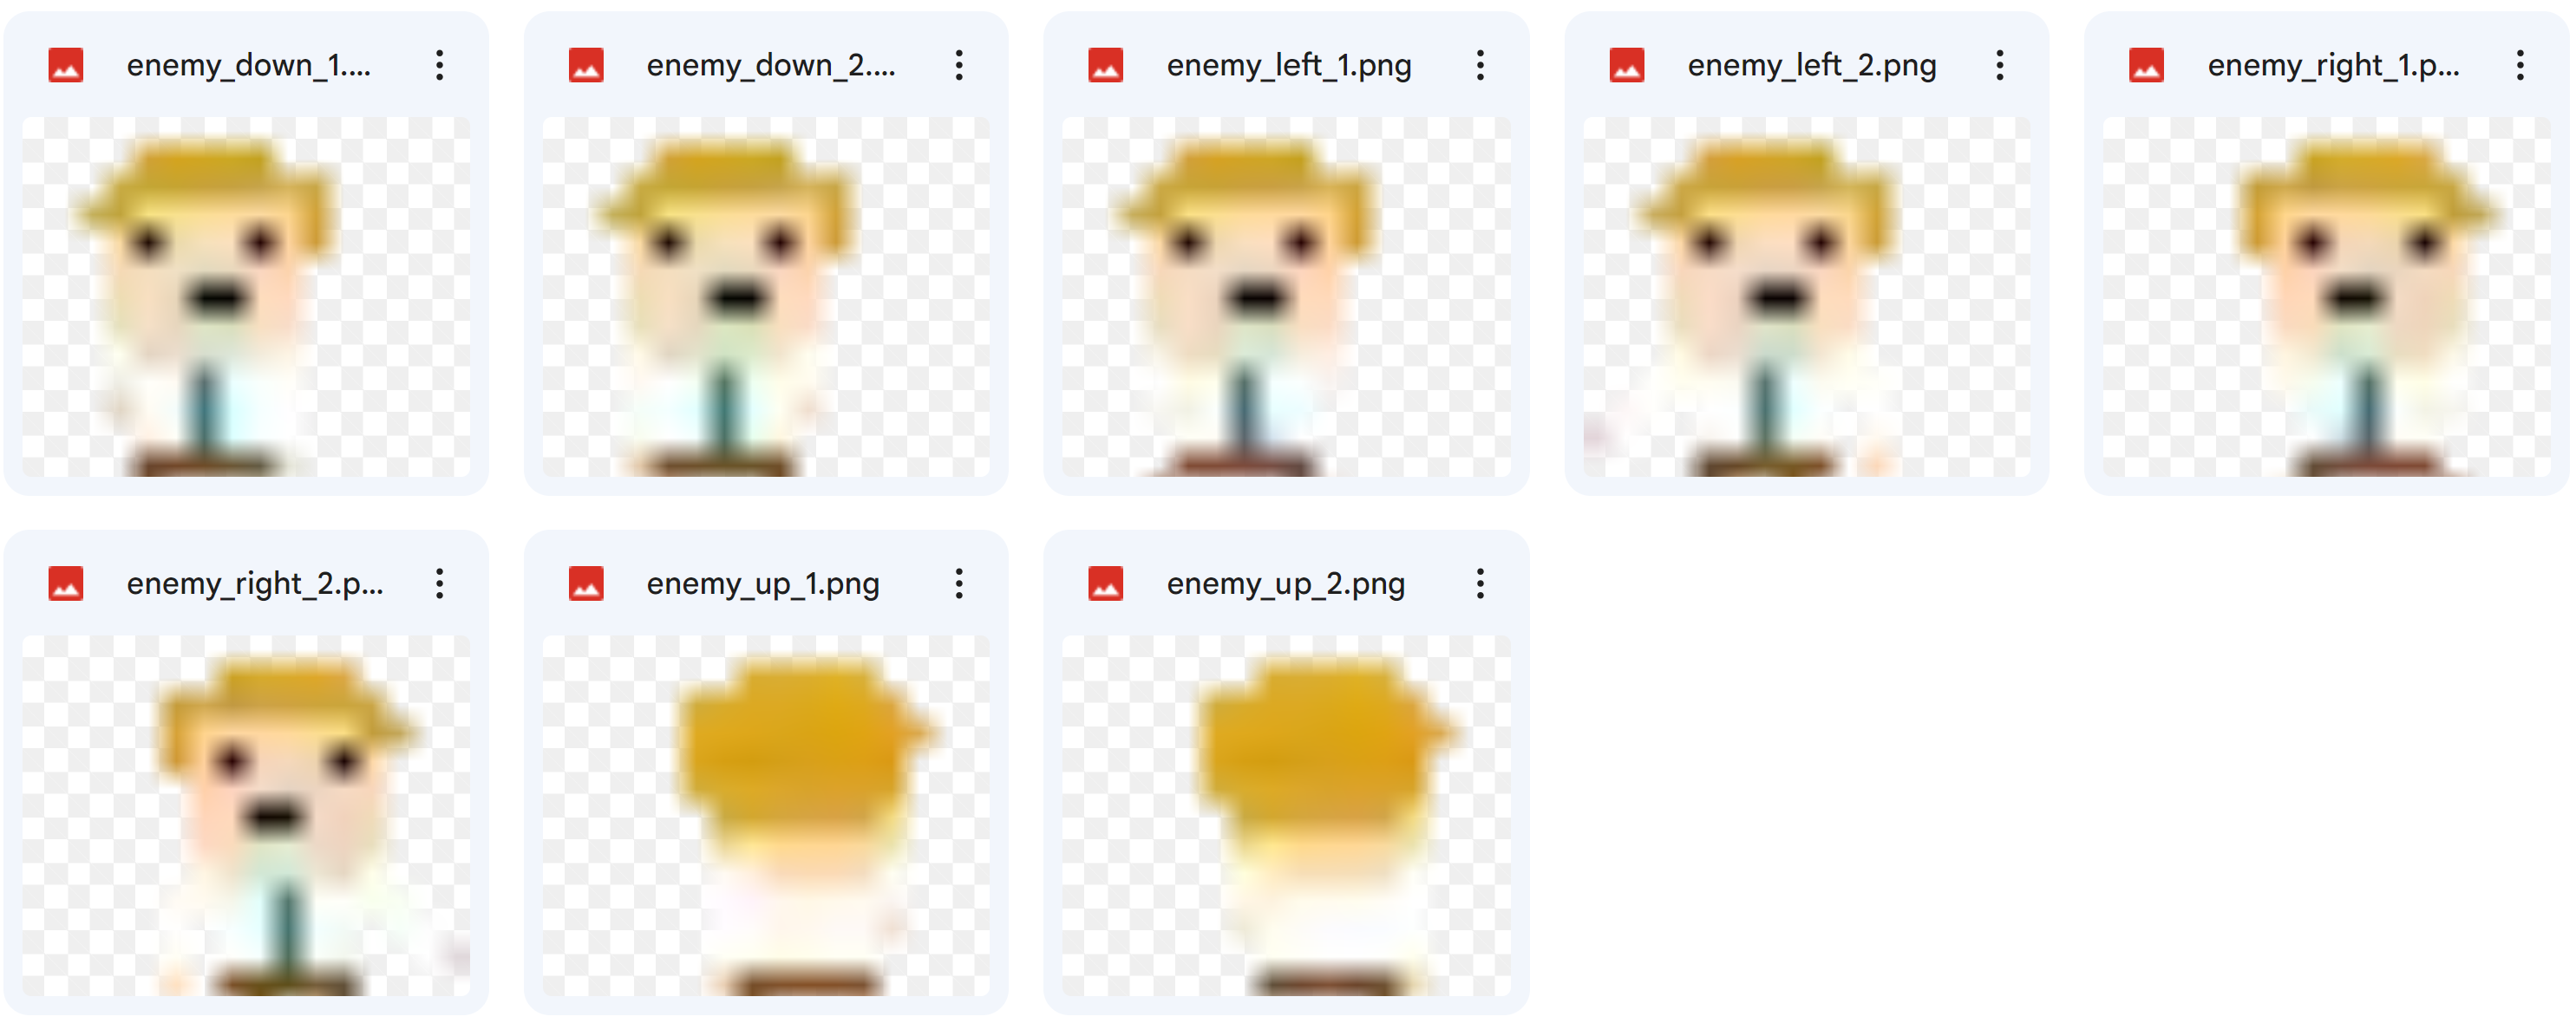 enemy_down_1....
enemy_down_2....
enemy_left_1.png
enemy_left_2.png
enemy_right_1.p...
enemy_right_2.p...
enemy_up_1.png
enemy_up_2.png